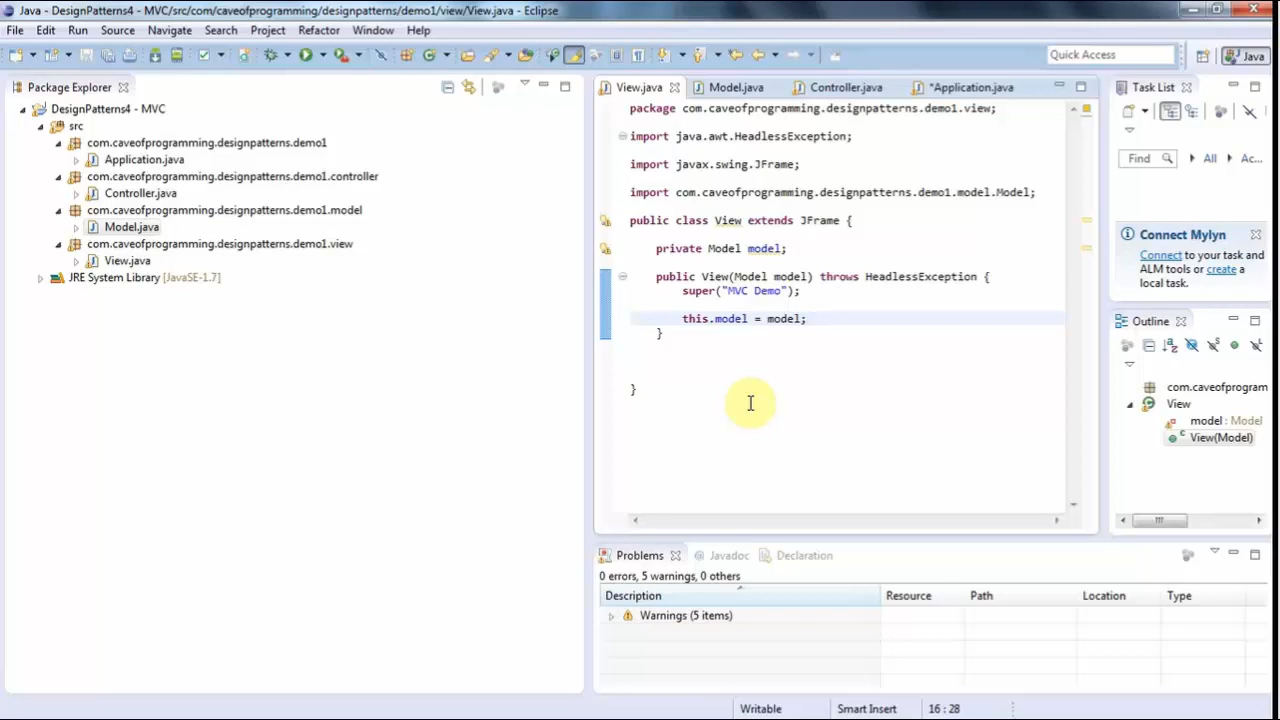 Java - DesignPatterns4 - MVC/src/com/caveofprogramming/designpatterns/demo1/view/View.java - Eclipse
File Edit Run Source Navigate Search Project Refactor Window Help
Quick Access
Java
Package Explorer
DesignPatterns4 - MVC
src
com.caveofprogramming.designpatterns.demo1
Application.java
com.caveofprogramming.designpatterns.demo1.controller
Controller.java
com.caveofprogramming.designpatterns.demo1.model
Model.java
com.caveofprogramming.designpatterns.demo1.view
View.java
JRE System Library [JavaSE-1.7]
View.java Model.java Controller.java *Application.java
package com.caveofprogramming.designpatterns.demo1.view;
import java.awt.HeadlessException;
import javax.swing.JFrame;
import com.caveofprogramming.designpatterns.demo1.model.Model;
public class View extends JFrame {
private Model model;
public View(Model model) throws HeadlessException {
super("MVC Demo");
this.model = model;
}
}
Task List
Find All Ac...
Connect Mylyn
Connect to your task and
ALM tools or create a
local task.
Outline
com.caveofprogram
View
model : Model
View(Model)
Problems @ Javadoc Declaration
0 errors, 5 warnings, 0 others
Description Resource Path Location Type
Warnings (5 items)
Writable Smart Insert 16 : 28